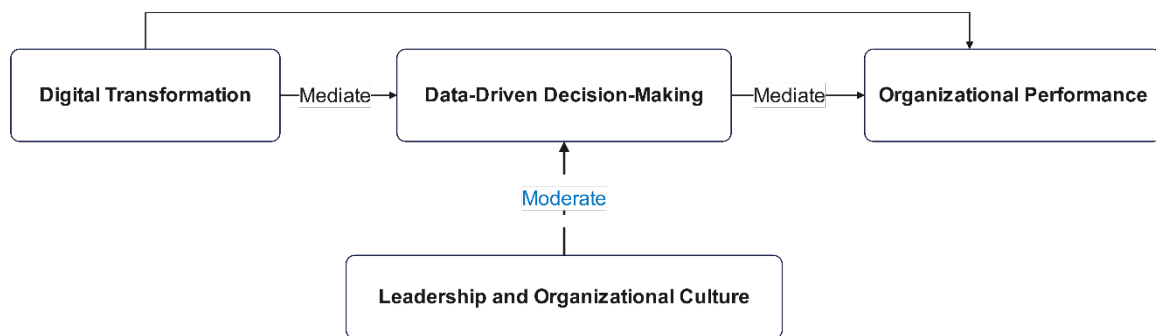 Digital Transformation
Mediate
Data-Driven Decision-Making
Mediate
Organizational Performance
Moderate
Leadership and Organizational Culture